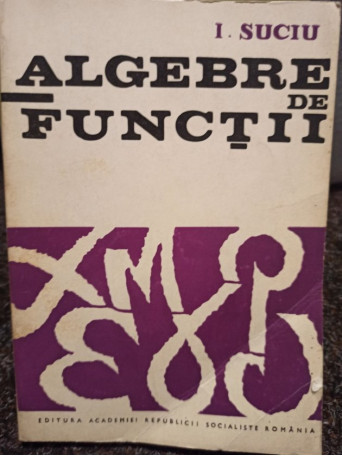 I. SUCIU
ALGEBRE
DE
FUNCȚII
EDITURA ACADEMIEI REPUBLICII SOCIALISTE ROMÂNIA